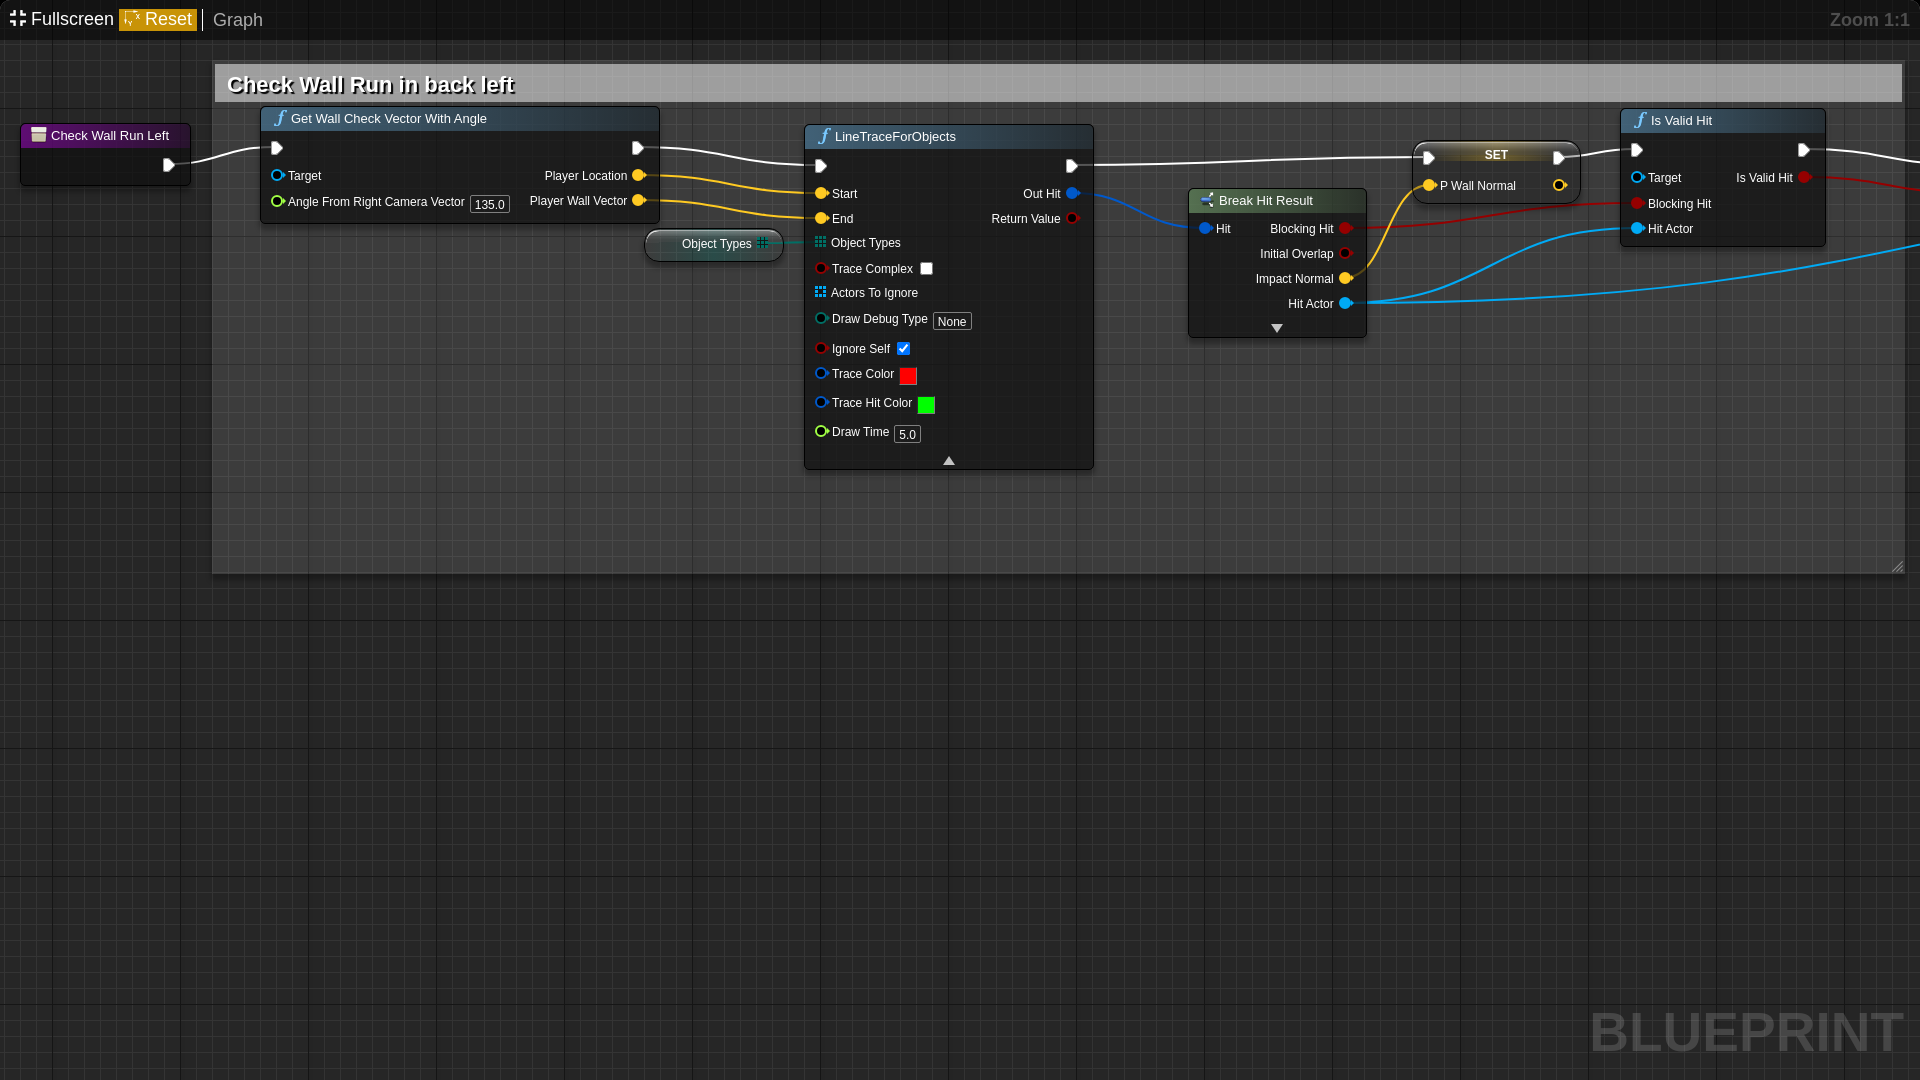 Fullscreen Reset Graph Zoom 1:1
Check Wall Run in back left
Check Wall Run Left
Get Wall Check Vector With Angle
Target
Player Location
Angle From Right Camera Vector 135.0
Player Wall Vector
Object Types
LineTraceForObjects
Start
Out Hit
End
Return Value
Object Types
Trace Complex
Actors To Ignore
Draw Debug Type None
Ignore Self
Trace Color
Trace Hit Color
Draw Time 5.0
Break Hit Result
Hit
Blocking Hit
Initial Overlap
Impact Normal
Hit Actor
SET
P Wall Normal
Is Valid Hit
Target
Is Valid Hit
Blocking Hit
Hit Actor
BLUEPRINT